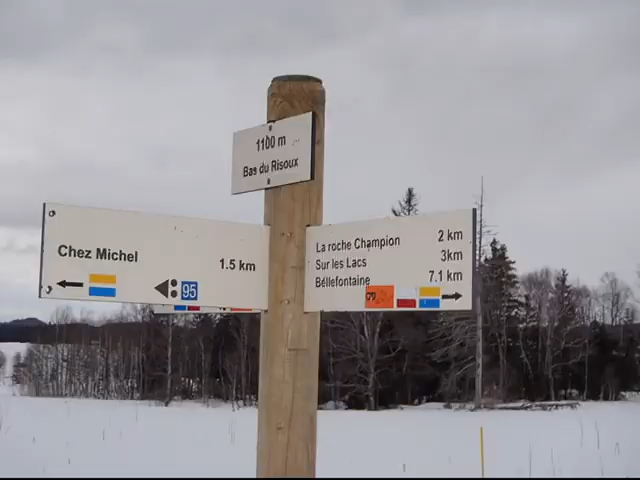 1100 m
Bas du Risoux
Chez Michel
1.5 km
95
La roche Champion 2 km
Sur les Lacs 3km
Bellefontaine 7.1 km